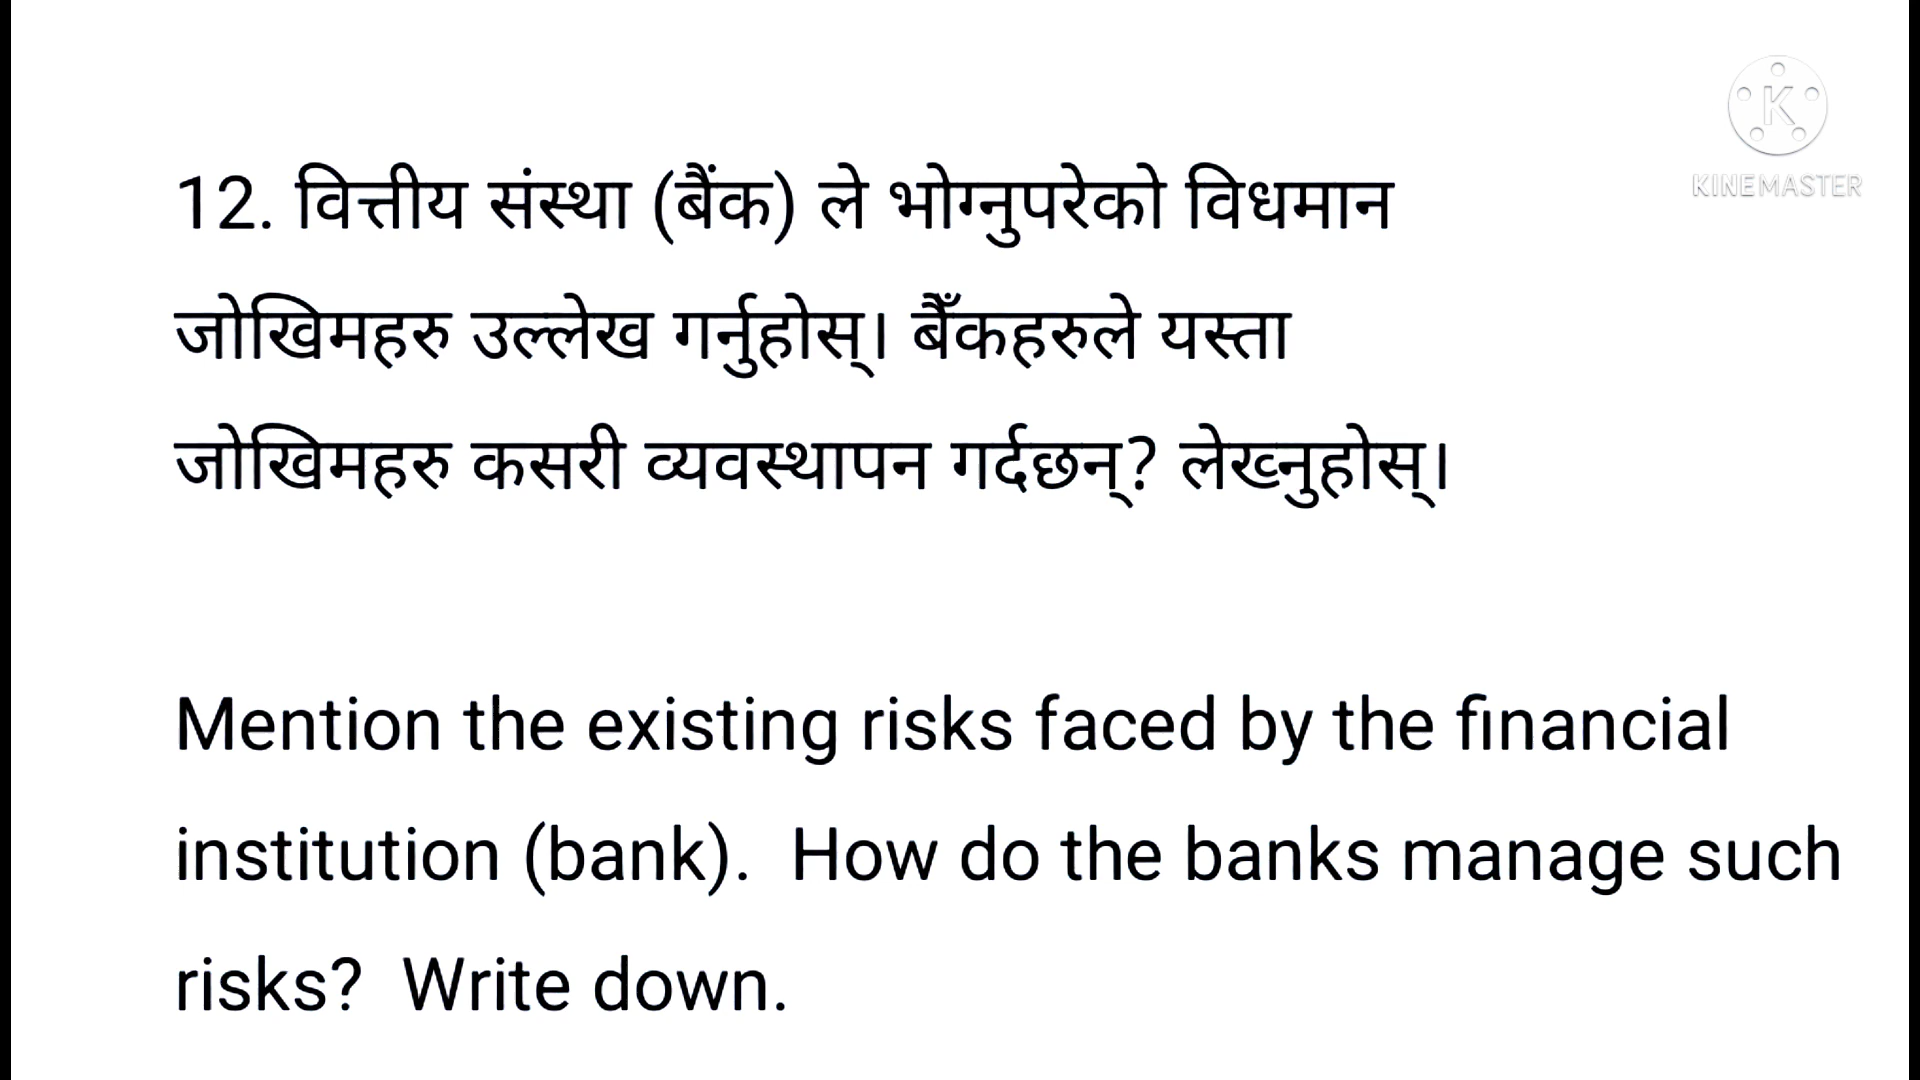 12. वित्तीय संस्था (बैंक) ले भोग्नुपरेको विधमान
जोखिमहरु उल्लेख गर्नुहोस्। बैँकहरुले यस्ता
जोखिमहरु कसरी व्यवस्थापन गर्दछन्? लेख्नुहोस्।
Mention the existing risks faced by the financial
institution (bank).  How do the banks manage such
risks?  Write down.
K
KINEMASTER